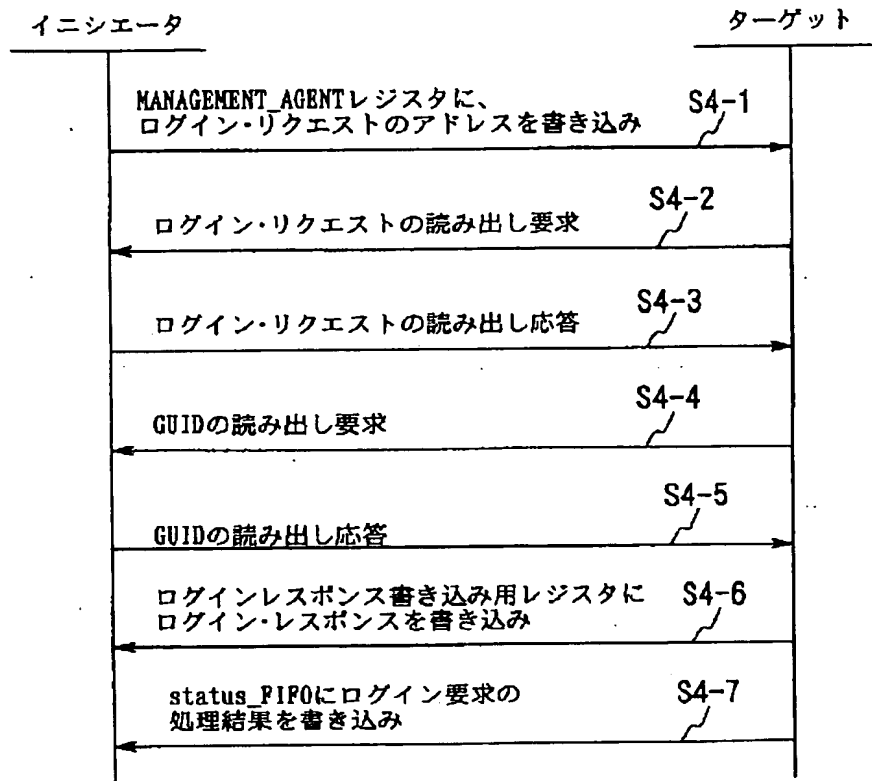 イニシエータ
ターゲット
MANAGEMENT_AGENTレジスタに、
ログイン・リクエストのアドレスを書き込み
S4-1
ログイン・リクエストの読み出し要求
S4-2
ログイン・リクエストの読み出し応答
S4-3
GUIDの読み出し要求
S4-4
GUIDの読み出し応答
S4-5
ログインレスポンス書き込み用レジスタに
ログイン・レスポンスを書き込み
S4-6
status_FIFOにログイン要求の
処理結果を書き込み
S4-7